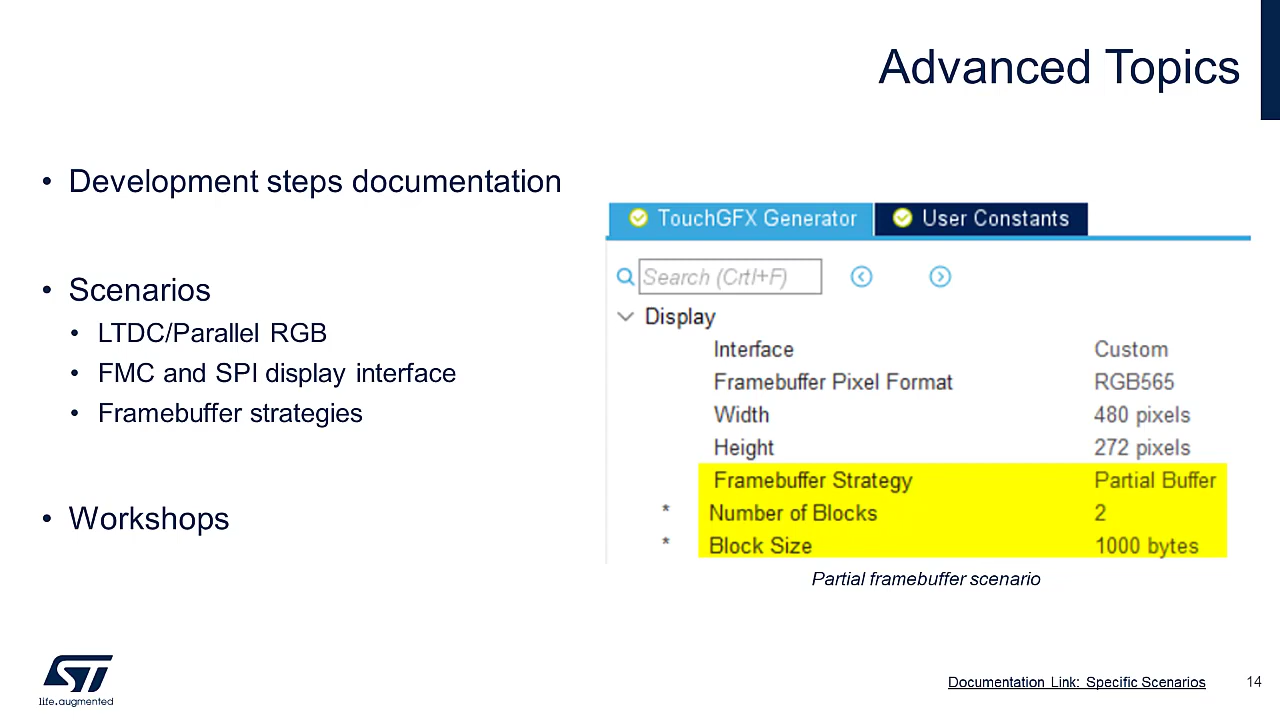 Advanced Topics
• Development steps documentation
• Scenarios
• LTDC/Parallel RGB
• FMC and SPI display interface
• Framebuffer strategies
• Workshops
TouchGFX Generator User Constants
Search (Crtl+F)
Display
Interface Custom
Framebuffer Pixel Format RGB565
Width 480 pixels
Height 272 pixels
Framebuffer Strategy Partial Buffer
* Number of Blocks 2
* Block Size 1000 bytes
Partial framebuffer scenario
ST
life.augmented
Documentation Link: Specific Scenarios 14